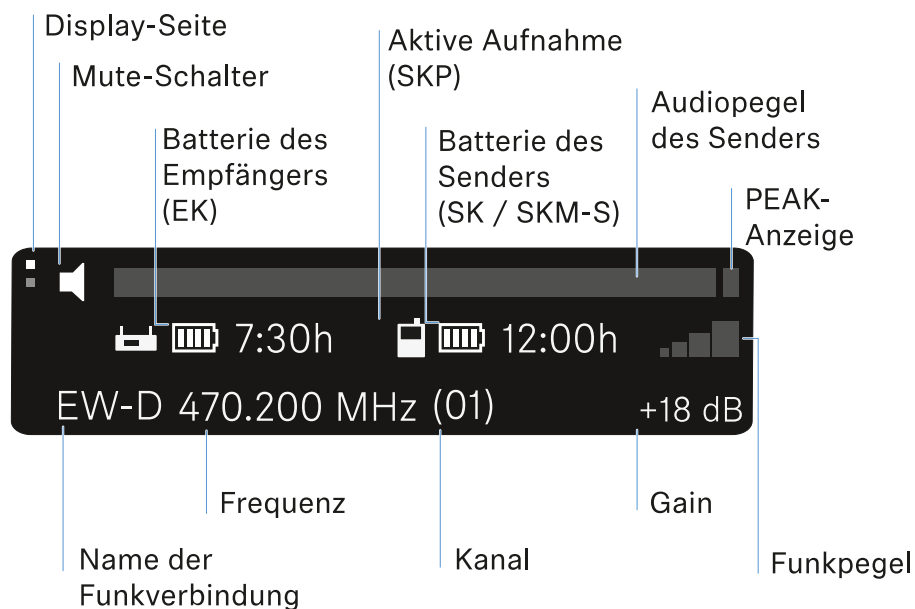 Display-Seite
Mute-Schalter
Aktive Aufnahme
(SKP)
Audiopegel
des Senders
Batterie des
Empfängers
(EK)
Batterie des
Senders
(SK / SKM-S)
PEAK-
Anzeige
7:30h
12:00h
EW-D 470.200 MHz (01)
+18 dB
Frequenz
Gain
Name der
Funkverbindung
Kanal
Funkpegel